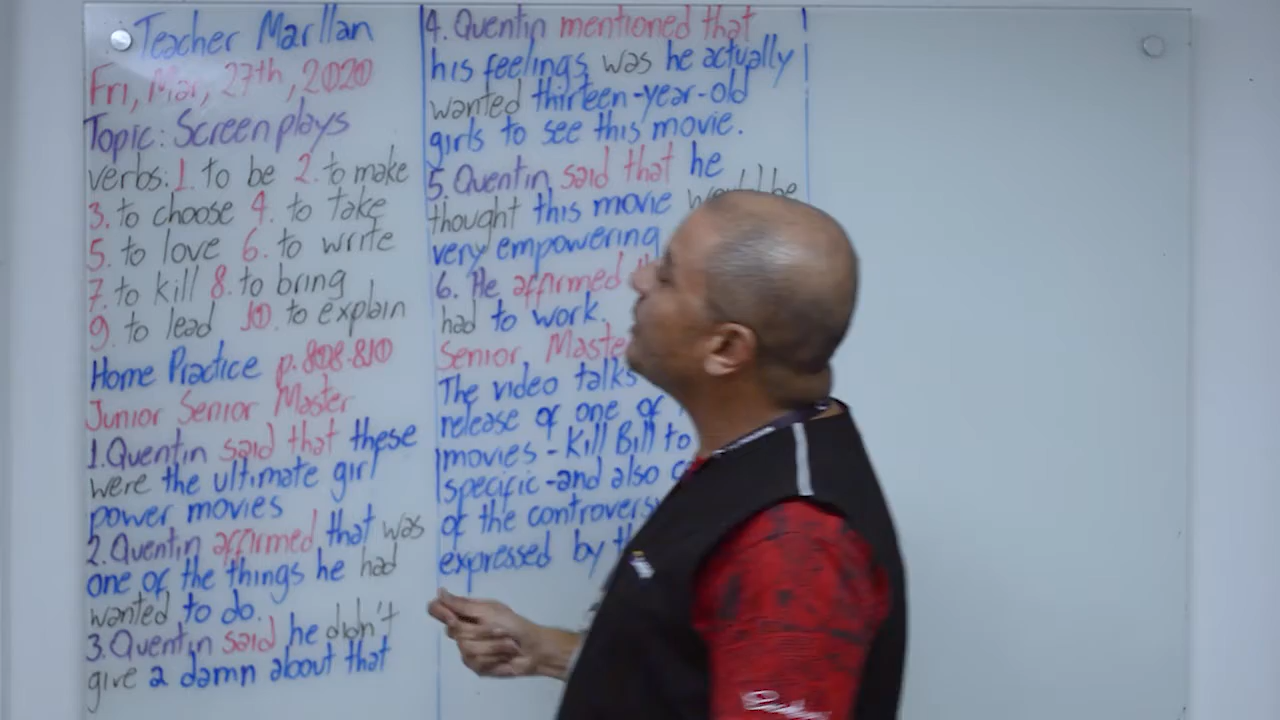 Teacher Marllan
Fri, Mar, 27th, 2020
Topic: Screenplays
verbs: 1. to be 2. to make
3. to choose 4. to take
5. to love 6. to write
7. to kill 8. to bring
9. to lead 10. to explain
Home Practice p. 808-810
Junior Senior Master
1. Quentin said that these
were the ultimate girl
power movies
2. Quentin affirmed that was
one of the things he had
wanted to do.
3. Quentin said he didn't
give a damn about that
4. Quentin mentioned that
his feelings was he actually
wanted thirteen-year-old
girls to see this movie.
5. Quentin said that he
thought this movie would be
very empowering
6. He affirmed
had to work.
Senior
The video talks
release of one of
movies - Kill Bill to
specific - and also
of the
expressed by